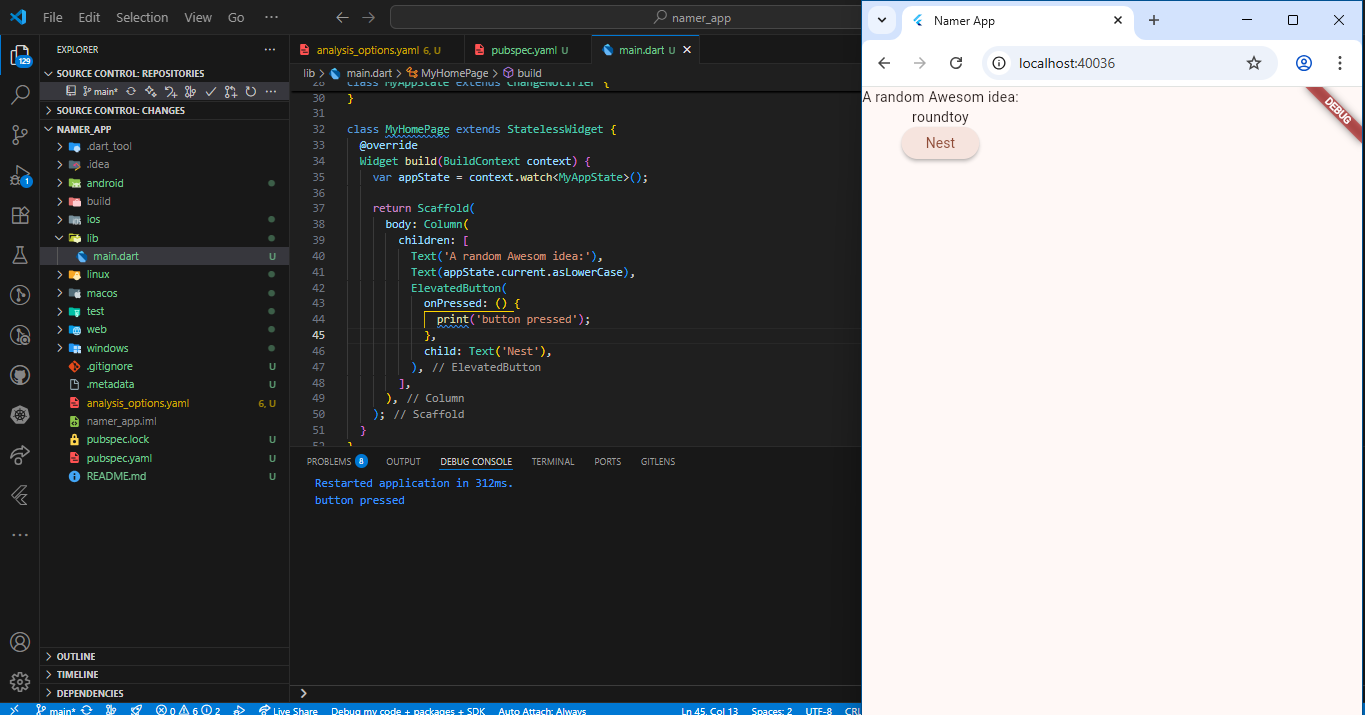 File Edit Selection View Go ··· namer_app
EXPLORER ···
SOURCE CONTROL: REPOSITORIES
main* ···
SOURCE CONTROL: CHANGES
NAMER_APP
.dart_tool
.idea
android
build
ios
lib
main.dart U
linux
macos
test
web
windows
.gitignore U
.metadata U
analysis_options.yaml 6, U
namer_app.iml
pubspec.lock U
pubspec.yaml U
README.md U
OUTLINE
TIMELINE
DEPENDENCIES
129
1
analysis_options.yaml 6, U pubspec.yaml U main.dart U
lib > main.dart > MyHomePage > build
28 class MyAppState extends ChangeNotifier {
30 }
31
32 class MyHomePage extends StatelessWidget {
33 @override
34 Widget build(BuildContext context) {
35 var appState = context.watch<MyAppState>();
36
37 return Scaffold(
38 body: Column(
39 children: [
40 Text('A random Awesom idea:'),
41 Text(appState.current.asLowerCase),
42 ElevatedButton(
43 onPressed: () {
44 print('button pressed');
45 },
46 child: Text('Nest'),
47 ), // ElevatedButton
48 ],
49 ), // Column
50 ); // Scaffold
51 }
52 }
PROBLEMS 8 OUTPUT DEBUG CONSOLE TERMINAL PORTS GITLENS
Restarted application in 312ms.
button pressed
>
main* 0 6 2 Live Share Debug my code + packages + SDK Auto Attach: Always Ln 45, Col 13 Spaces: 2 UTF-8
Namer App
localhost:40036
A random Awesom idea:
roundtoy
Nest
DEBUG